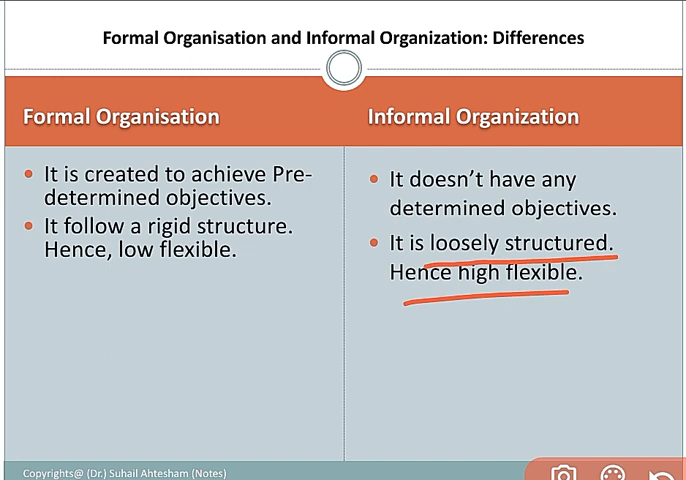 Formal Organisation and Informal Organization: Differences
Formal Organisation
Informal Organization
• It is created to achieve Pre-
determined objectives.
• It follow a rigid structure.
Hence, low flexible.
• It doesn't have any
determined objectives.
• It is loosely structured.
Hence high flexible.
Copyrights@ (Dr.) Suhail Ahtesham (Notes)